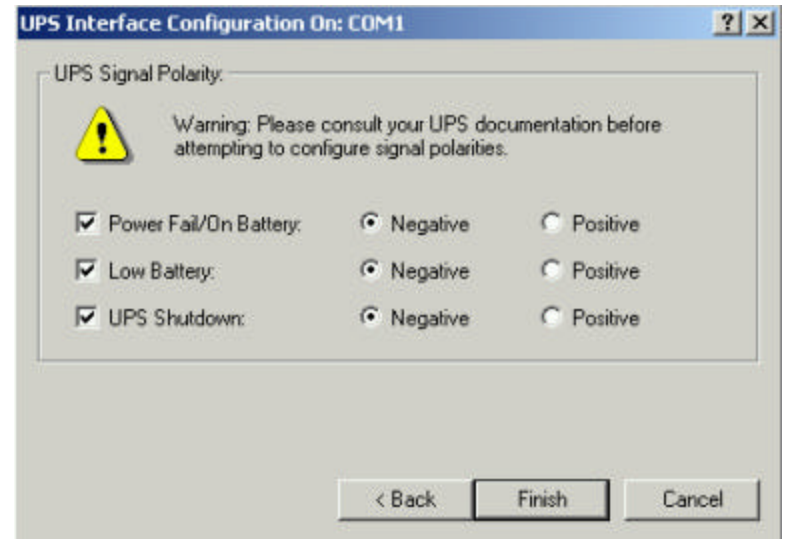 UPS Interface Configuration On: COM1
UPS Signal Polarity:
Warning: Please consult your UPS documentation before
attempting to configure signal polarities.
Power Fail/On Battery: Negative Positive
Low Battery: Negative Positive
UPS Shutdown: Negative Positive
< Back Finish Cancel